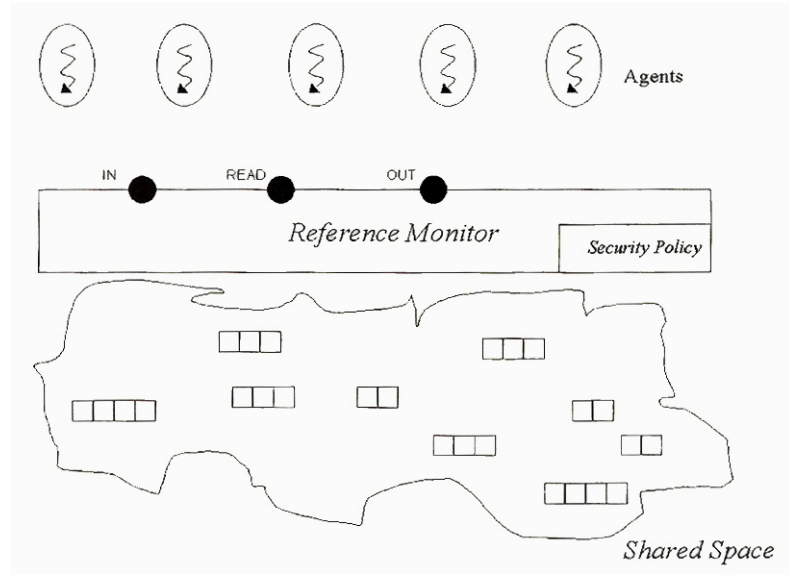 Agents
IN
READ
OUT
Reference Monitor
Security Policy
Shared Space